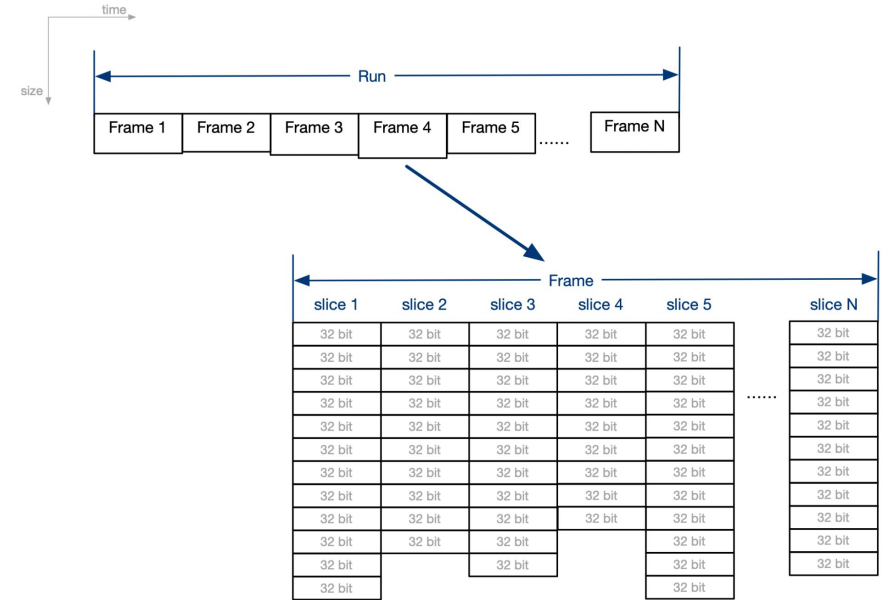 time
size
Run
Frame 1 Frame 2 Frame 3 Frame 4 Frame 5 ...... Frame N
Frame
slice 1 slice 2 slice 3 slice 4 slice 5 slice N
32 bit 32 bit 32 bit 32 bit 32 bit 32 bit
32 bit 32 bit 32 bit 32 bit 32 bit 32 bit
32 bit 32 bit 32 bit 32 bit 32 bit 32 bit
32 bit 32 bit 32 bit 32 bit 32 bit ...... 32 bit
32 bit 32 bit 32 bit 32 bit 32 bit 32 bit
32 bit 32 bit 32 bit 32 bit 32 bit 32 bit
32 bit 32 bit 32 bit 32 bit 32 bit 32 bit
32 bit 32 bit 32 bit 32 bit 32 bit 32 bit
32 bit 32 bit 32 bit 32 bit 32 bit 32 bit
32 bit 32 bit 32 bit 32 bit 32 bit
32 bit 32 bit 32 bit 32 bit
32 bit 32 bit